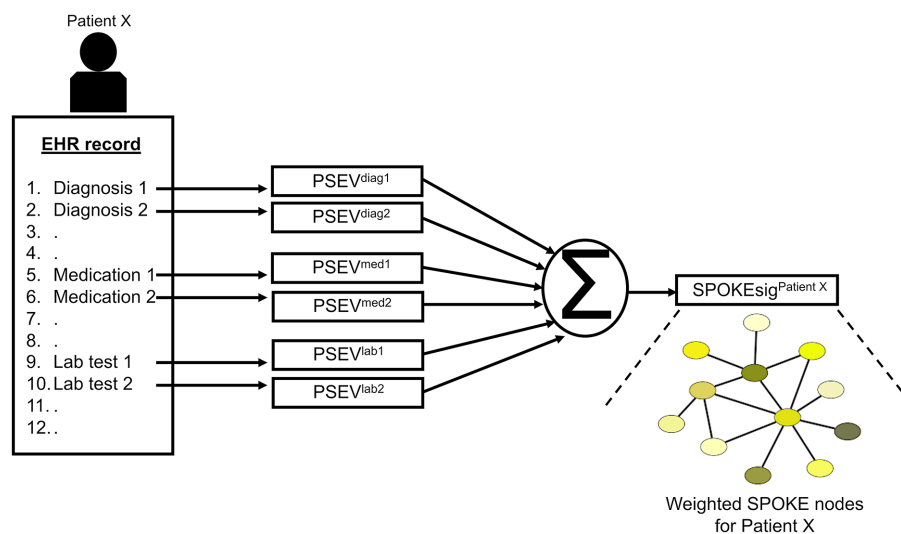 Patient X
EHR record
1. Diagnosis 1
2. Diagnosis 2
3. .
4. .
5. Medication 1
6. Medication 2
7. .
8. .
9. Lab test 1
10. Lab test 2
11. .
12. .
PSEVdiag1
PSEVdiag2
PSEVmed1
PSEVmed2
PSEVlab1
PSEVlab2
Σ
SPOKEsigPatient X
Weighted SPOKE nodes
for Patient X